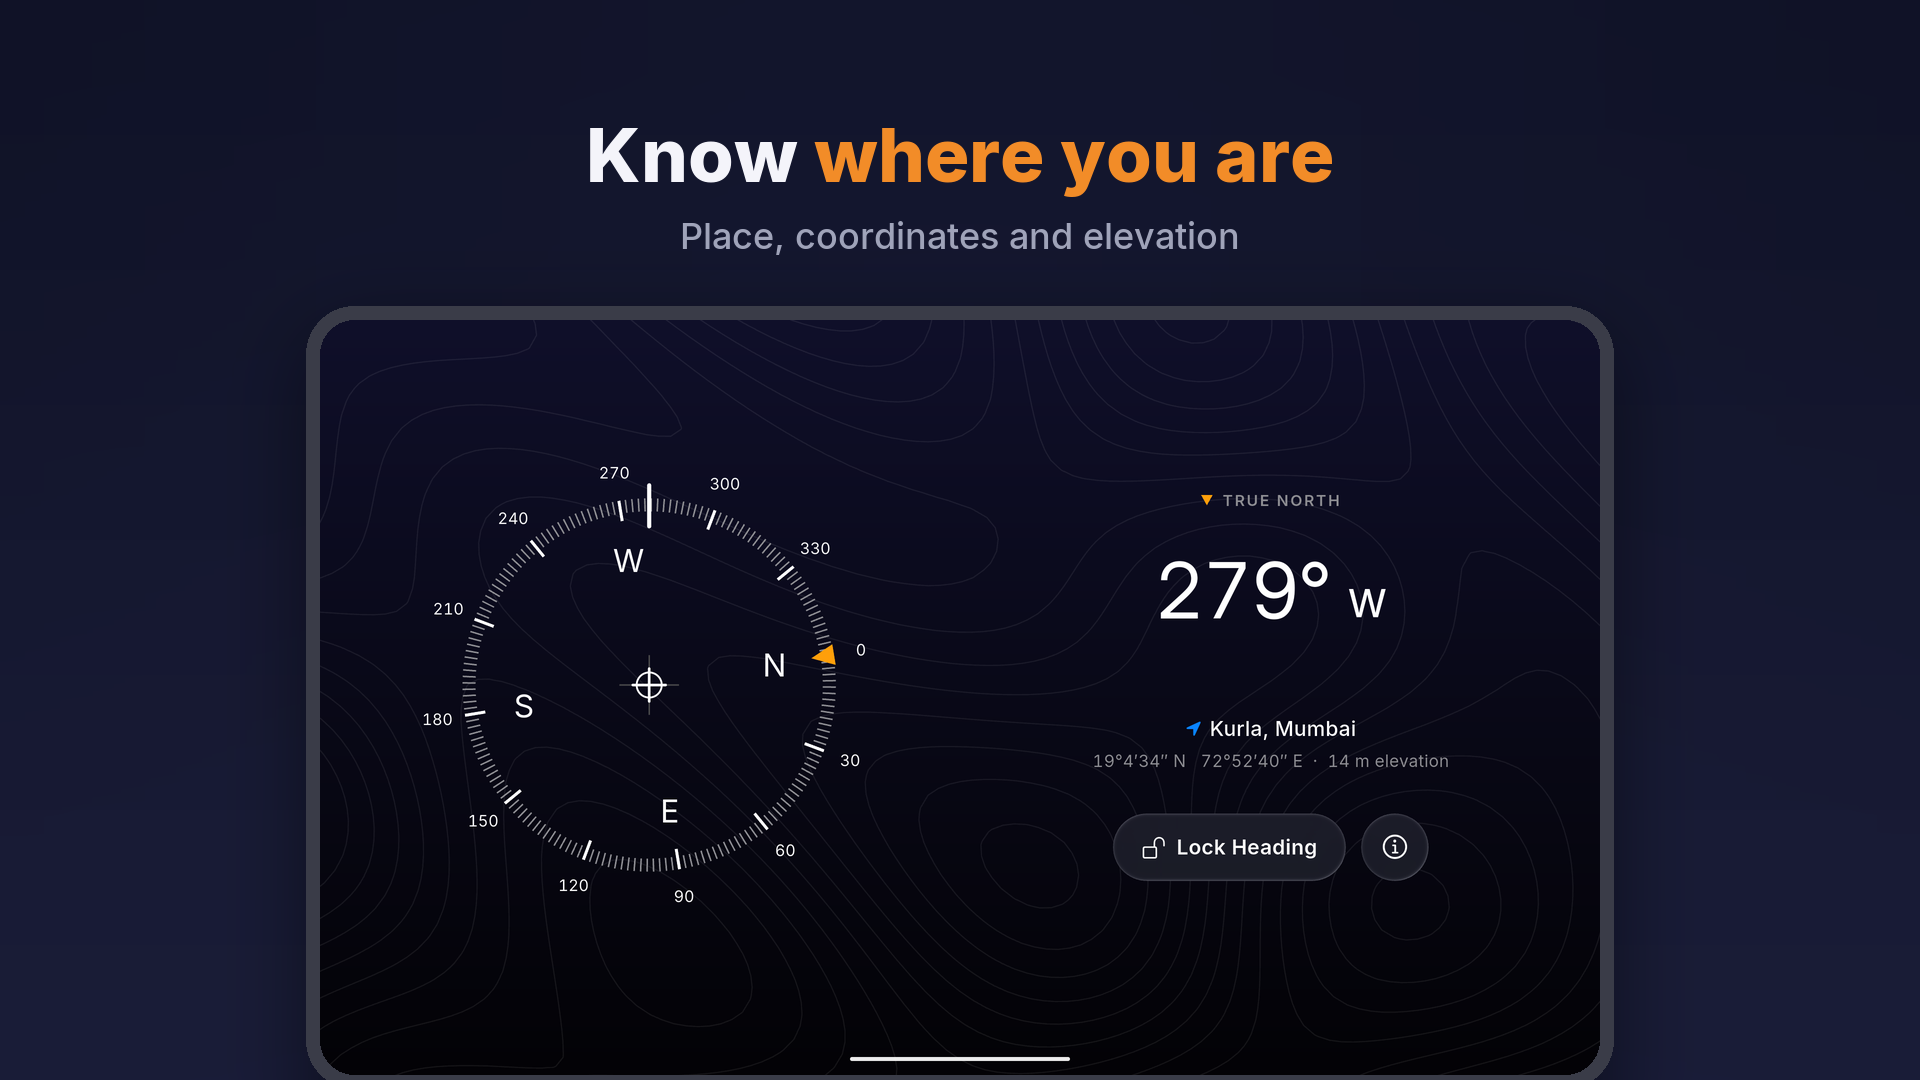 Know where you are
Place, coordinates and elevation
270
300
240
TRUE NORTH
330
W
279° W
210
0
N
S
180
Kurla, Mumbai
30
19°4′34″ N 72°52′40″ E · 14 m elevation
E
150
Lock Heading
60
120
90